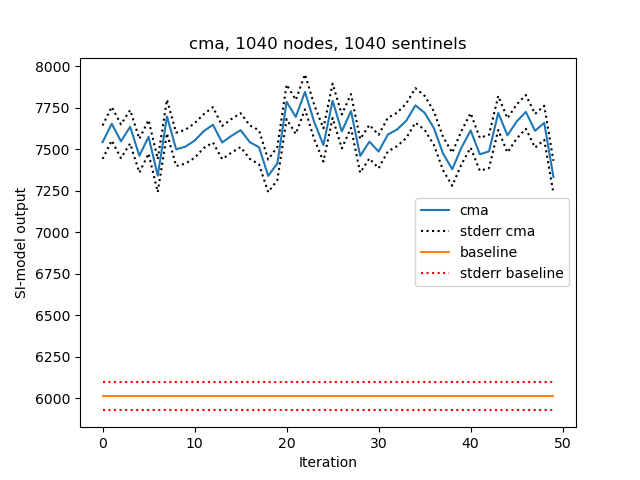 cma, 1040 nodes, 1040 sentinels
8000
7750
7500
7250
7000
6750
6500
6250
6000
SI-model output
cma
stderr cma
baseline
stderr baseline
0
10
20
30
40
50
Iteration